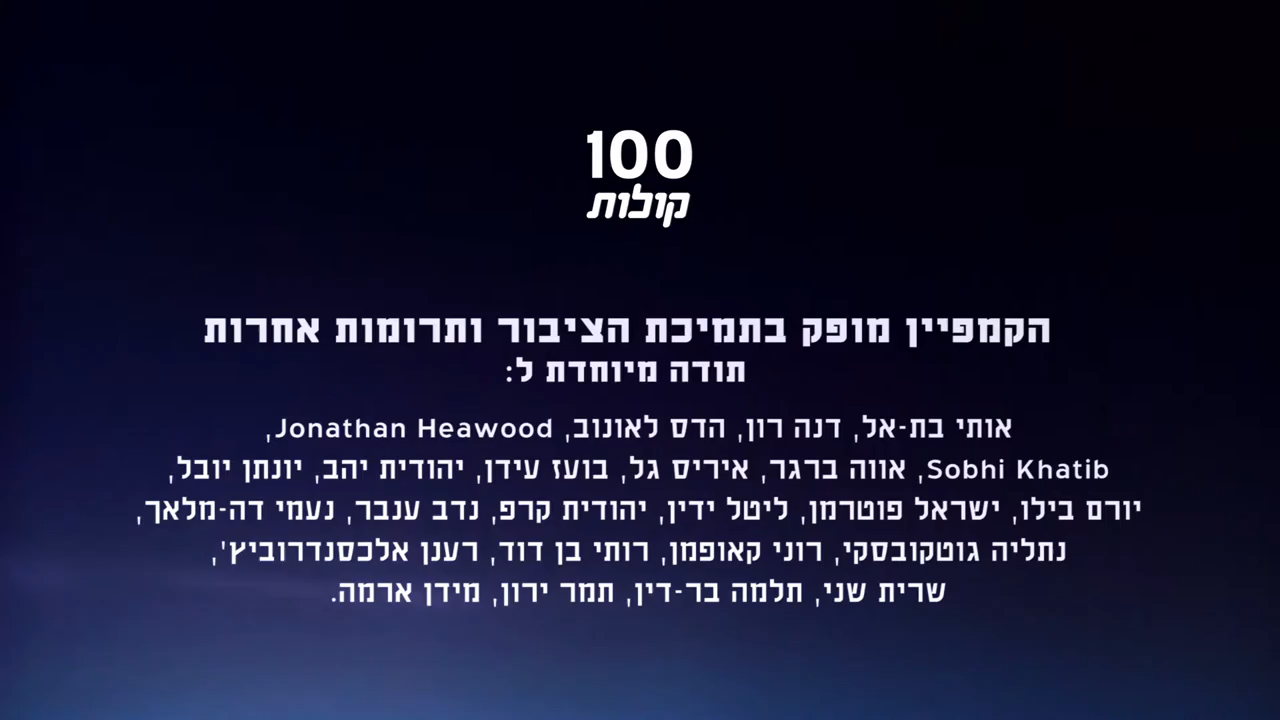 100
קולות
הקמפיין מופק בתמיכת הציבור ותרומות אחרות
תודה מיוחדת ל:
אותי בת-אל, דנה רון, הדס לאונוב, Jonathan Heawood,
Sobhi Khatib, אווה ברגר, איריס גל, בועז עידן, יהודית יהב, יונתן יובל,
יורם בילו, ישראל פוטרמן, ליטל ידין, יהודית קרפ, נדב ענבר, נעמי דה-מלאך,
נתליה גוטקובסקי, רוני קאופמן, רותי בן דוד, רענן אלכסנדרוביץ',
שרית שני, תלמה בר-דין, תמר ירון, מידן ארמה.